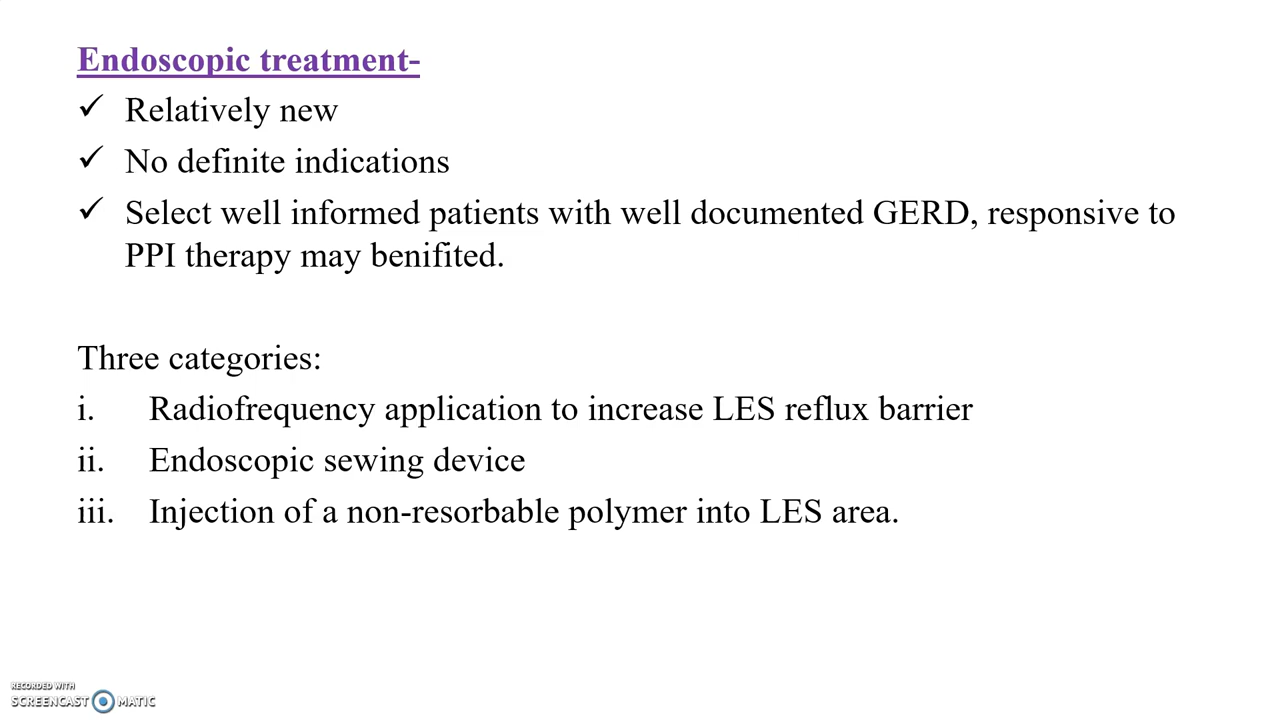 Endoscopic treatment-
✓ Relatively new
✓ No definite indications
✓ Select well informed patients with well documented GERD, responsive to
PPI therapy may benifited.
Three categories:
i. Radiofrequency application to increase LES reflux barrier
ii. Endoscopic sewing device
iii. Injection of a non-resorbable polymer into LES area.
RECORDED WITH
SCREENCAST MATIC